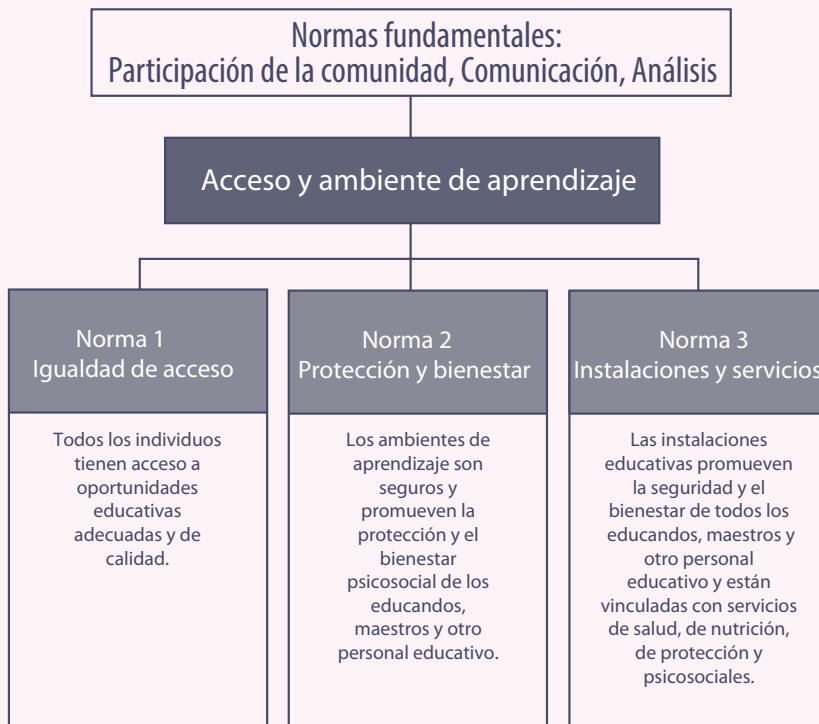 Normas fundamentales:
Participación de la comunidad, Comunicación, Análisis
Acceso y ambiente de aprendizaje
Norma 1
Igualdad de acceso
Todos los individuos
tienen acceso a
oportunidades
educativas
adecuadas y de
calidad.
Norma 2
Protección y bienestar
Los ambientes de
aprendizaje son
seguros y
promueven la
protección y el
bienestar
psicosocial de los
educandos,
maestros y otro
personal educativo.
Norma 3
Instalaciones y servicios
Las instalaciones
educativas promueven
la seguridad y el
bienestar de todos los
educandos, maestros y
otro personal
educativo y están
vinculadas con servicios
de salud, de nutrición,
de protección y
psicosociales.